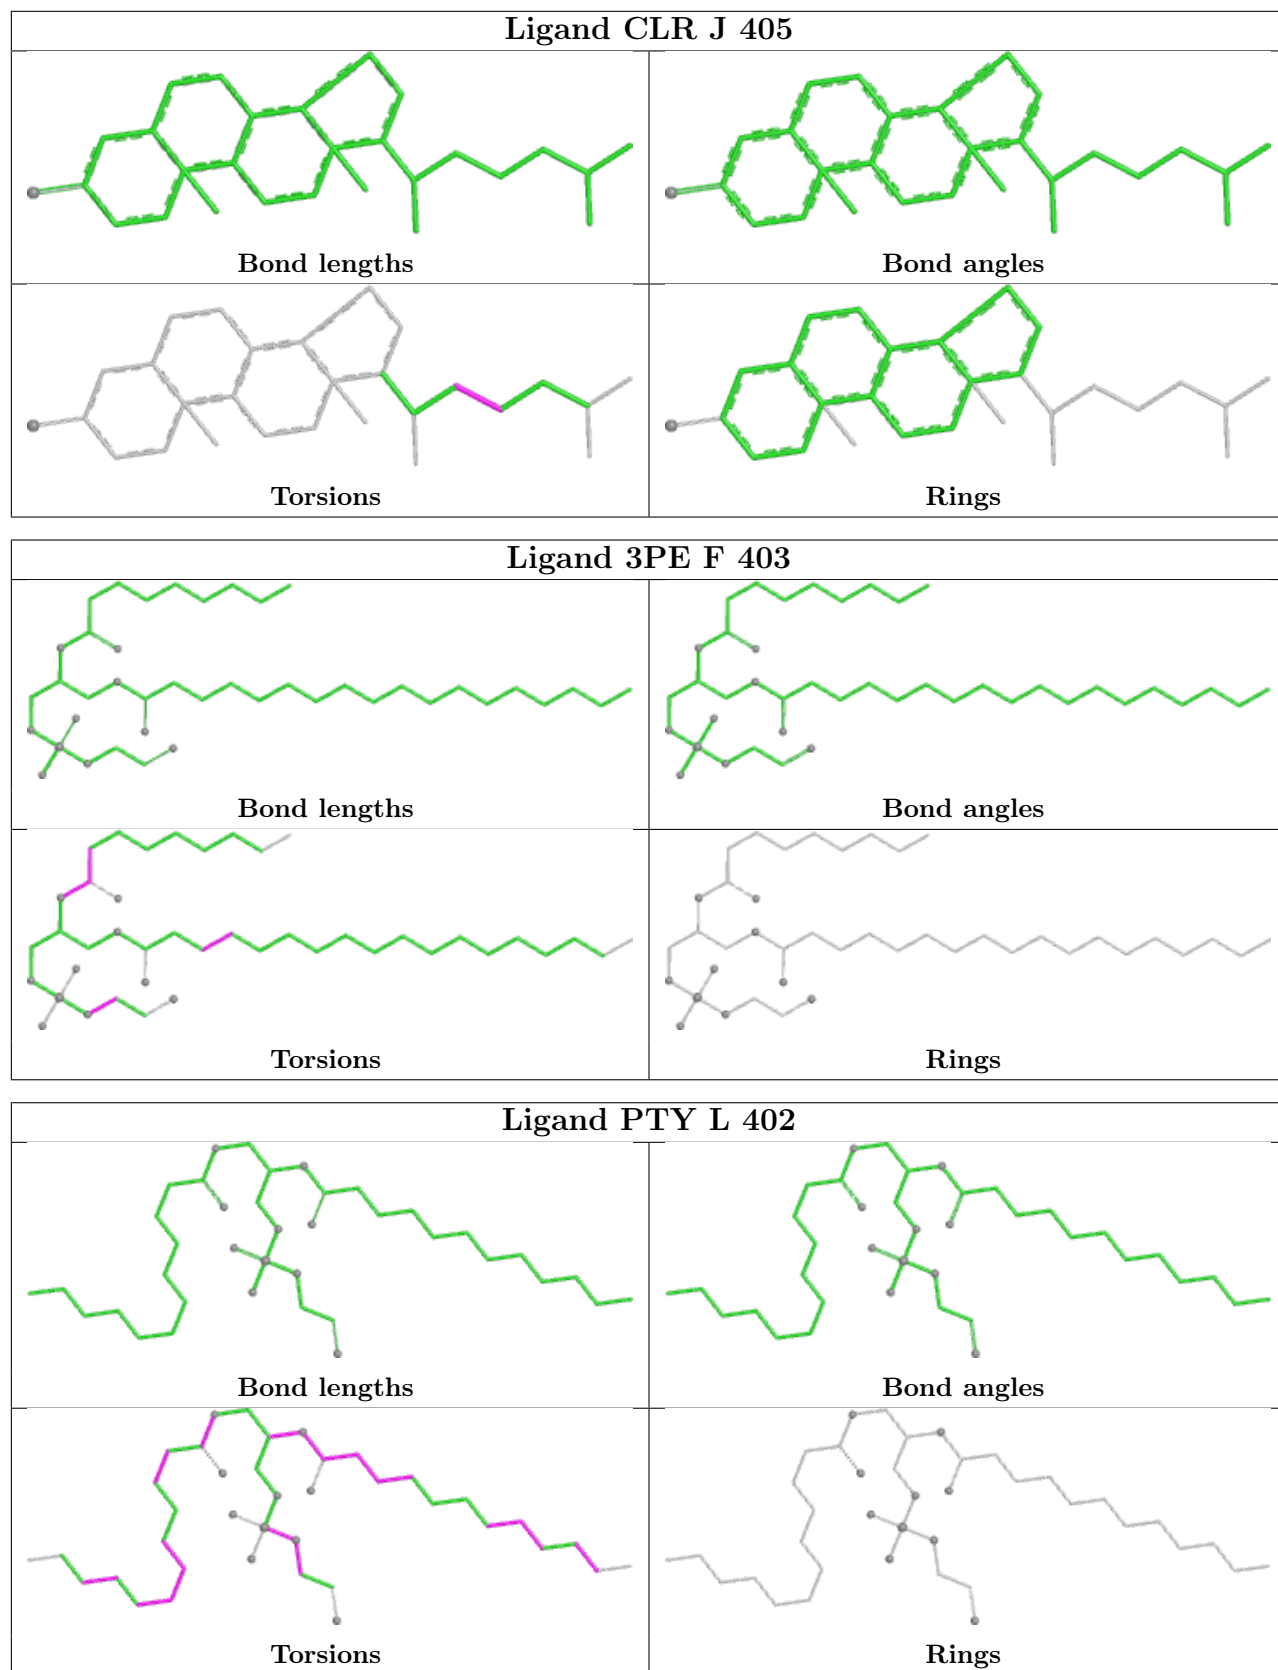 Ligand CLR J 405
Bond lengths
Bond angles
Torsions
Rings
Ligand 3PE F 403
Bond lengths
Bond angles
Torsions
Rings
Ligand PTY L 402
Bond lengths
Bond angles
Torsions
Rings